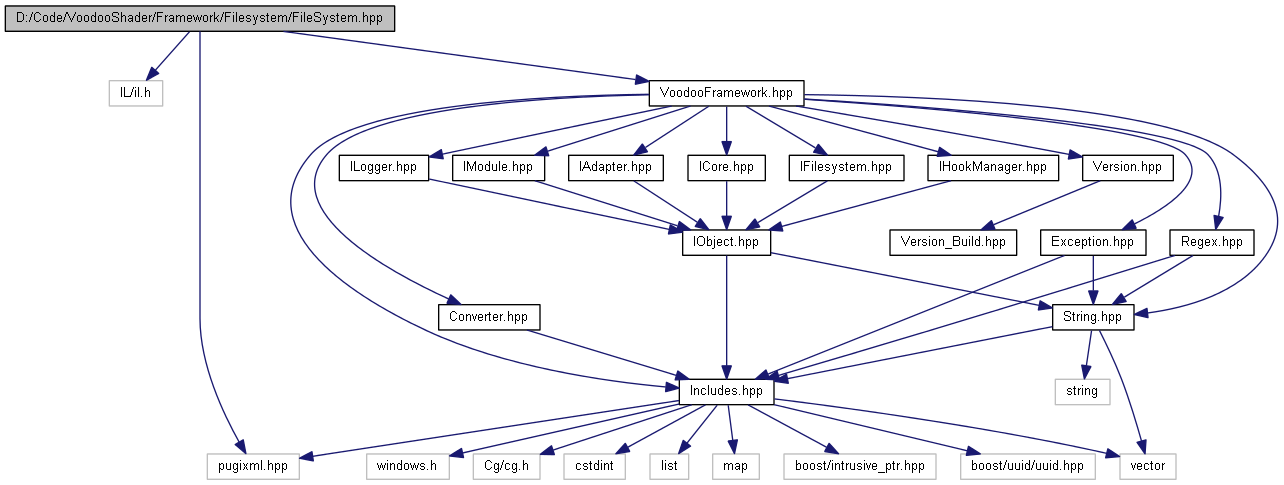 D:/Code/VoodooShader/Framework/Filesystem/FileSystem.hpp
IL/il.h
VoodooFramework.hpp
ILogger.hpp
IModule.hpp
IAdapter.hpp
ICore.hpp
IFilesystem.hpp
IHookManager.hpp
Version.hpp
IObject.hpp
Version_Build.hpp
Exception.hpp
Regex.hpp
Converter.hpp
String.hpp
Includes.hpp
string
pugixml.hpp
windows.h
Cg/cg.h
cstdint
list
map
boost/intrusive_ptr.hpp
boost/uuid/uuid.hpp
vector